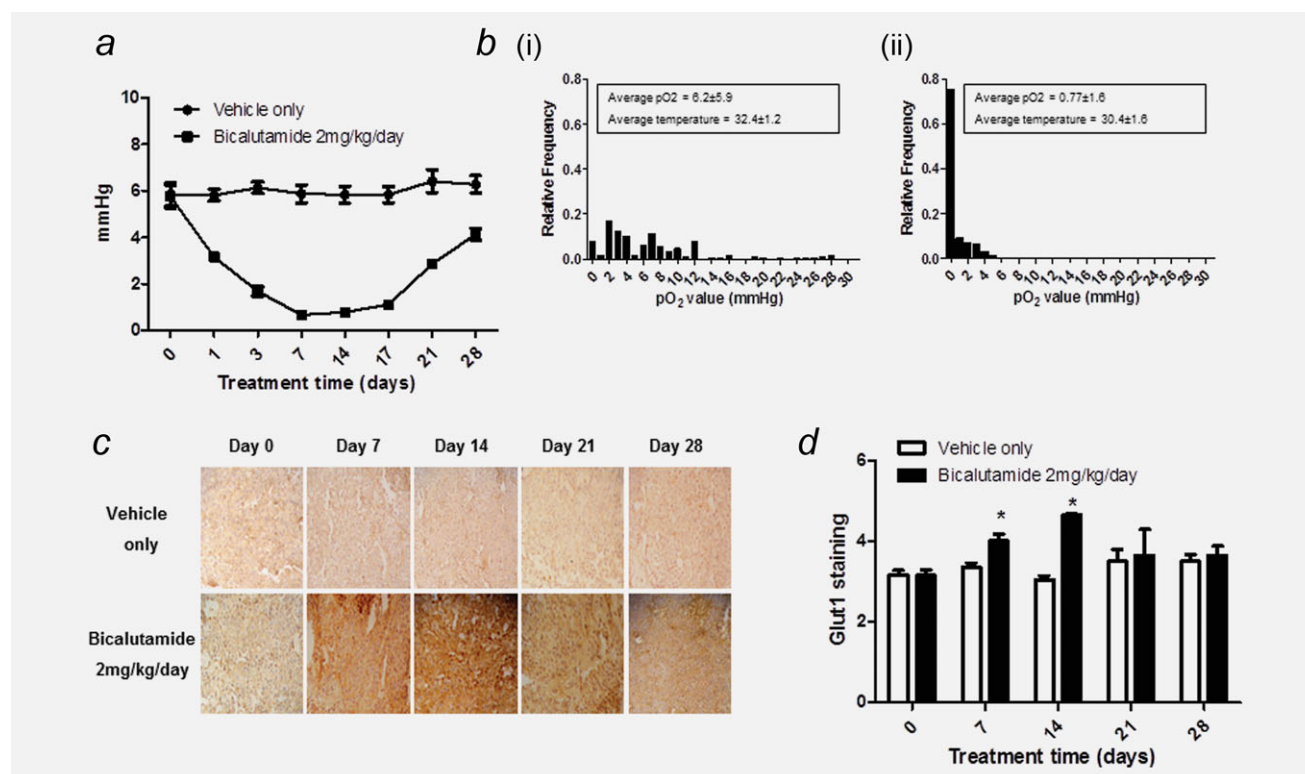 a
10
8
6
4
2
0
mmHg
Vehicle only
Bicalutamide 2mg/kg/day
0 1 3 7 14 17 21 28
Treatment time (days)
b (i)
0.8
0.6
0.4
0.2
0.0
Relative Frequency
Average pO2 = 6.2±5.9
Average temperature = 32.4±1.2
0 2 4 6 8 10 12 14 16 18 20 22 24 26 28 30
pO2 value (mmHg)
(ii)
0.8
0.6
0.4
0.2
0.0
Relative Frequency
Average pO2 = 0.77±1.6
Average temperature = 30.4±1.6
0 2 4 6 8 10 12 14 16 18 20 22 24 26 28 30
pO2 value (mmHg)
c
Day 0 Day 7 Day 14 Day 21 Day 28
Vehicle
only
Bicalutamide
2mg/kg/day
d
Vehicle only
Bicalutamide 2mg/kg/day
6
4
2
0
Glut1 staining
* *
0 7 14 21 28
Treatment time (days)